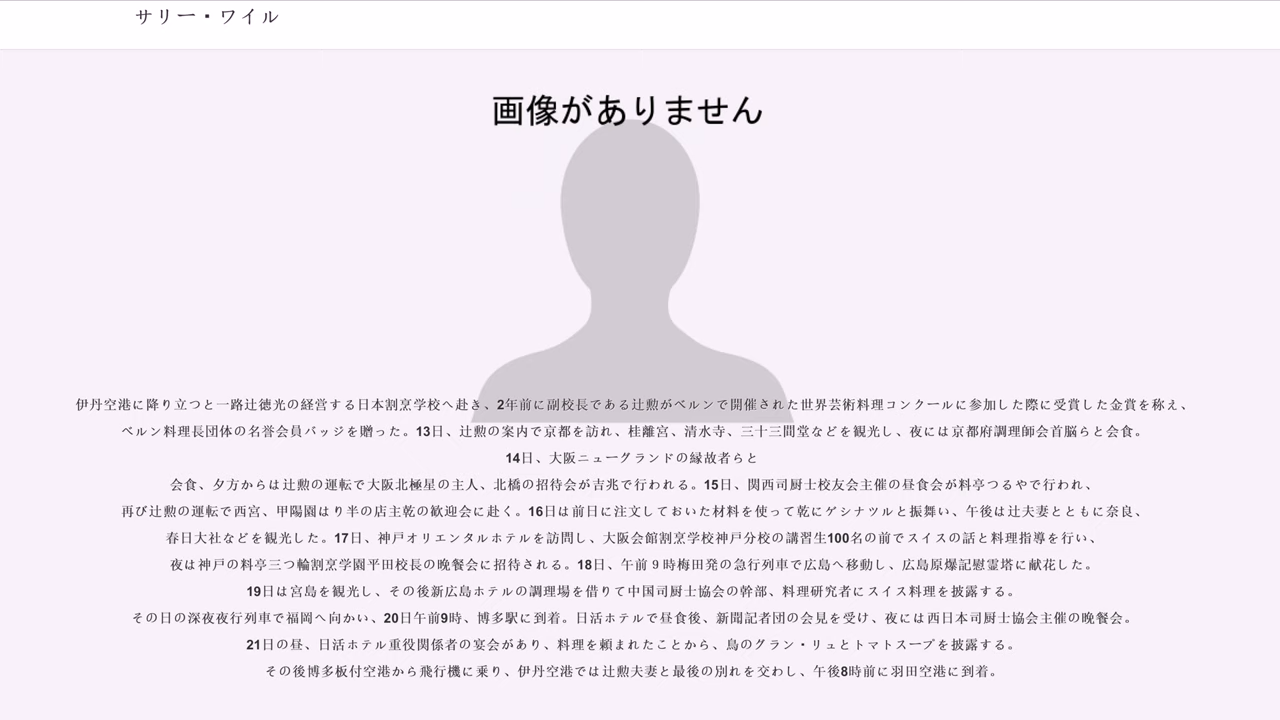 サリー・ワイル
画像がありません
伊丹空港に降り立つと一路辻徳光の経営する日本割烹学校へ赴き、2年前に副校長である辻勲がベルンで開催された世界芸術料理コンクールに参加した際に受賞した金賞を称え、
ベルン料理長団体の名誉会員バッジを贈った。13日、辻勲の案内で京都を訪れ、桂離宮、清水寺、三十三間堂などを観光し、夜には京都府調理師会首脳らと会食。
14日、大阪ニューグランドの縁故者らと
会食、夕方からは辻勲の運転で大阪北極星の主人、北橋の招待会が吉兆で行われる。15日、関西司厨士校友会主催の昼食会が料亭つるやで行われ、
再び辻勲の運転で西宮、甲陽園はり半の店主乾の歓迎会に赴く。16日は前日に注文しておいた材料を使って乾にゲシナツルと振舞い、午後は辻夫妻とともに奈良、
春日大社などを観光した。17日、神戸オリエンタルホテルを訪問し、大阪会館割烹学校神戸分校の講習生100名の前でスイスの話と料理指導を行い、
夜は神戸の料亭三つ輪割烹学園平田校長の晩餐会に招待される。18日、午前９時梅田発の急行列車で広島へ移動し、広島原爆記慰霊塔に献花した。
19日は宮島を観光し、その後新広島ホテルの調理場を借りて中国司厨士協会の幹部、料理研究者にスイス料理を披露する。
その日の深夜夜行列車で福岡へ向かい、20日午前9時、博多駅に到着。日活ホテルで昼食後、新聞記者団の会見を受け、夜には西日本司厨士協会主催の晩餐会。
21日の昼、日活ホテル重役関係者の宴会があり、料理を頼まれたことから、鳥のグラン・リュとトマトスープを披露する。
その後博多板付空港から飛行機に乗り、伊丹空港では辻勲夫妻と最後の別れを交わし、午後8時前に羽田空港に到着。